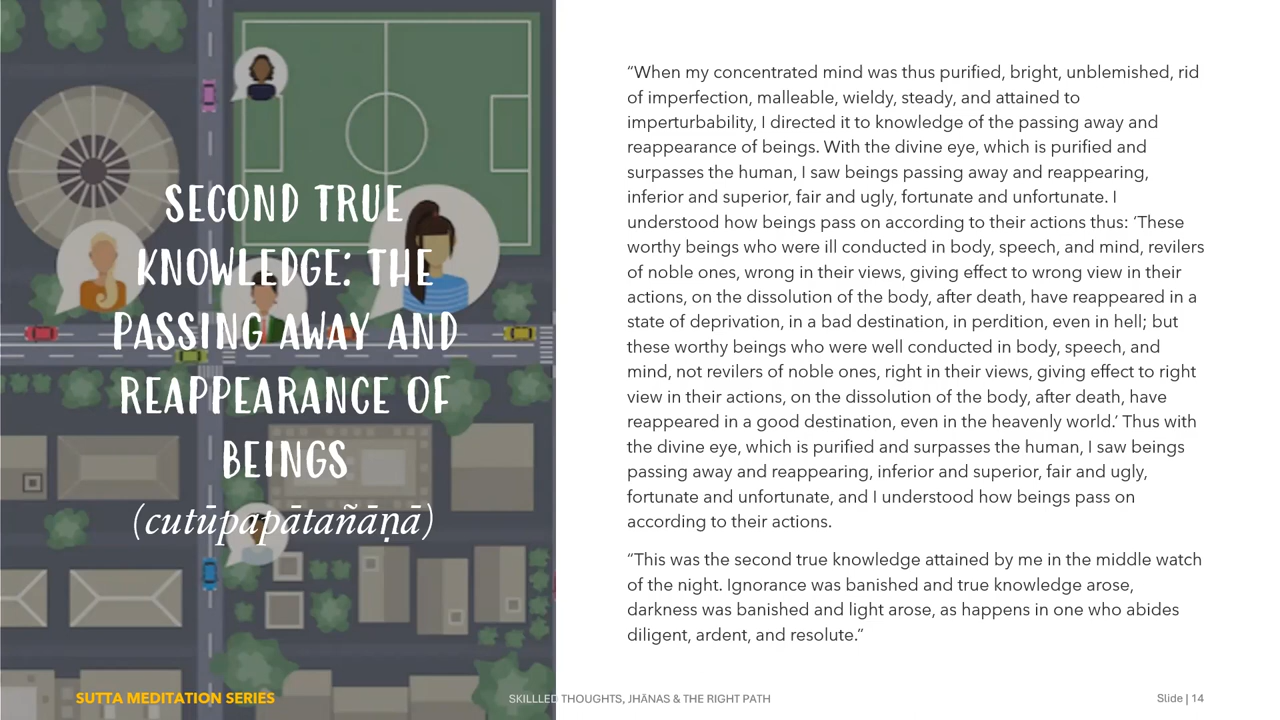 SECOND TRUE
KNOWLEDGE: THE
PASSING AWAY AND
REAPPEARANCE OF
BEINGS
(cutūpapātañāṇā)
“When my concentrated mind was thus purified, bright, unblemished, rid
of imperfection, malleable, wieldy, steady, and attained to
imperturbability, I directed it to knowledge of the passing away and
reappearance of beings. With the divine eye, which is purified and
surpasses the human, I saw beings passing away and reappearing,
inferior and superior, fair and ugly, fortunate and unfortunate. I
understood how beings pass on according to their actions thus: ‘These
worthy beings who were ill conducted in body, speech, and mind, revilers
of noble ones, wrong in their views, giving effect to wrong view in their
actions, on the dissolution of the body, after death, have reappeared in a
state of deprivation, in a bad destination, in perdition, even in hell; but
these worthy beings who were well conducted in body, speech, and
mind, not revilers of noble ones, right in their views, giving effect to right
view in their actions, on the dissolution of the body, after death, have
reappeared in a good destination, even in the heavenly world.’ Thus with
the divine eye, which is purified and surpasses the human, I saw beings
passing away and reappearing, inferior and superior, fair and ugly,
fortunate and unfortunate, and I understood how beings pass on
according to their actions.
“This was the second true knowledge attained by me in the middle watch
of the night. Ignorance was banished and true knowledge arose,
darkness was banished and light arose, as happens in one who abides
diligent, ardent, and resolute.”
SUTTA MEDITATION SERIES
SKILLLED THOUGHTS, JHĀNAS & THE RIGHT PATH
Slide | 14